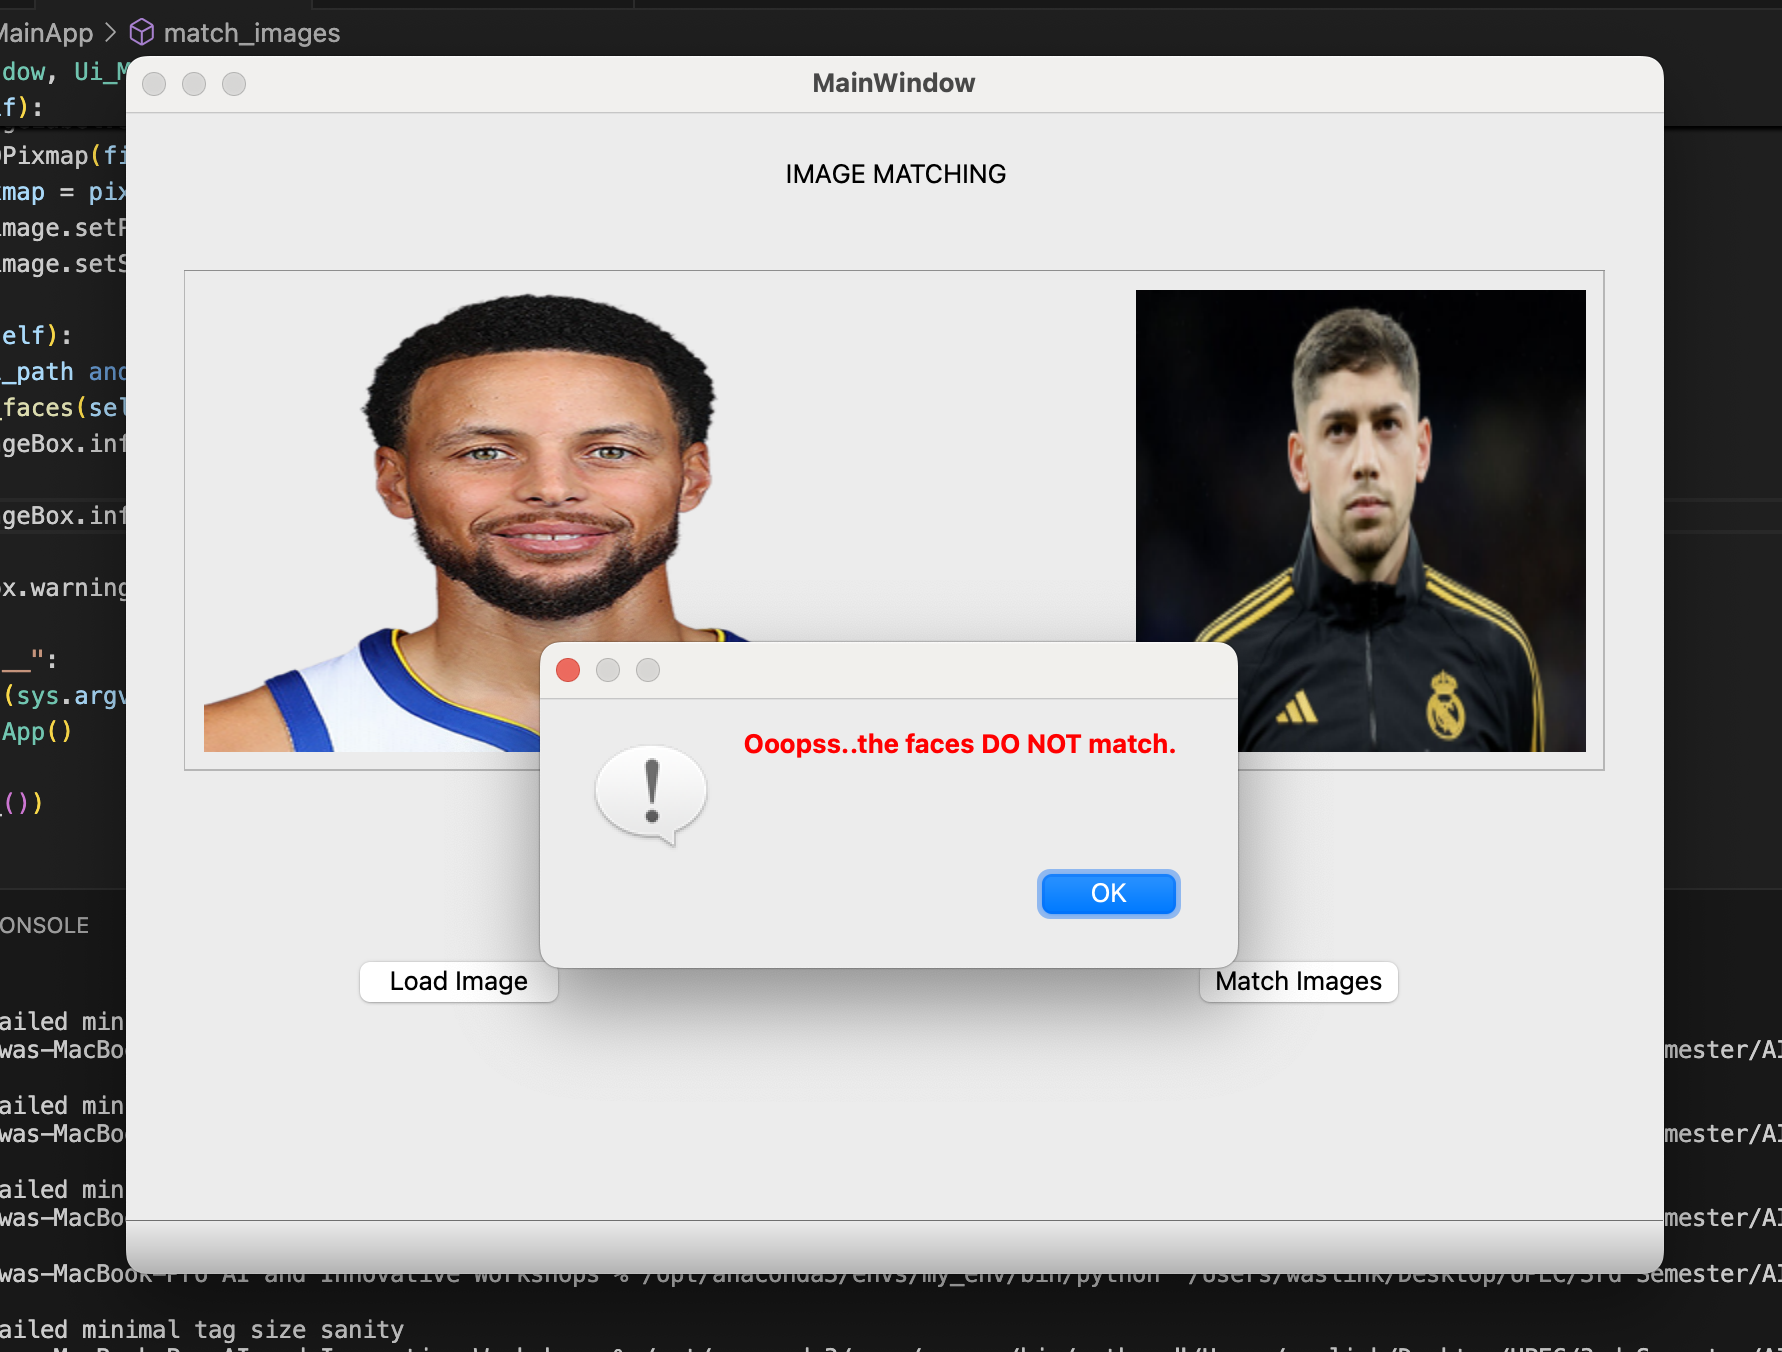 MainApp > match_images
dow, Ui_M
f):
Pixmap(fi
map = pix
mage.setF
mage.setS
elf):
_path and
_faces(sel
geBox.inf
geBox.inf
x.warning
__":
(sys.argv
App()
_())
ONSOLE
MainWindow
IMAGE MATCHING
Ooopss..the faces DO NOT match.
OK
Load Image
Match Images
ailed min
was-MacBo
mester/AI
ailed min
was-MacBo
mester/AI
ailed min
was-MacBo
mester/AI
was-MacBook-Pro AI and Innovative Workshops % /opt/anaconda3/envs/my_env/bin/python "/Users/waslink/Desktop/UPEC/3rd Semester/AI
ailed minimal tag size sanity